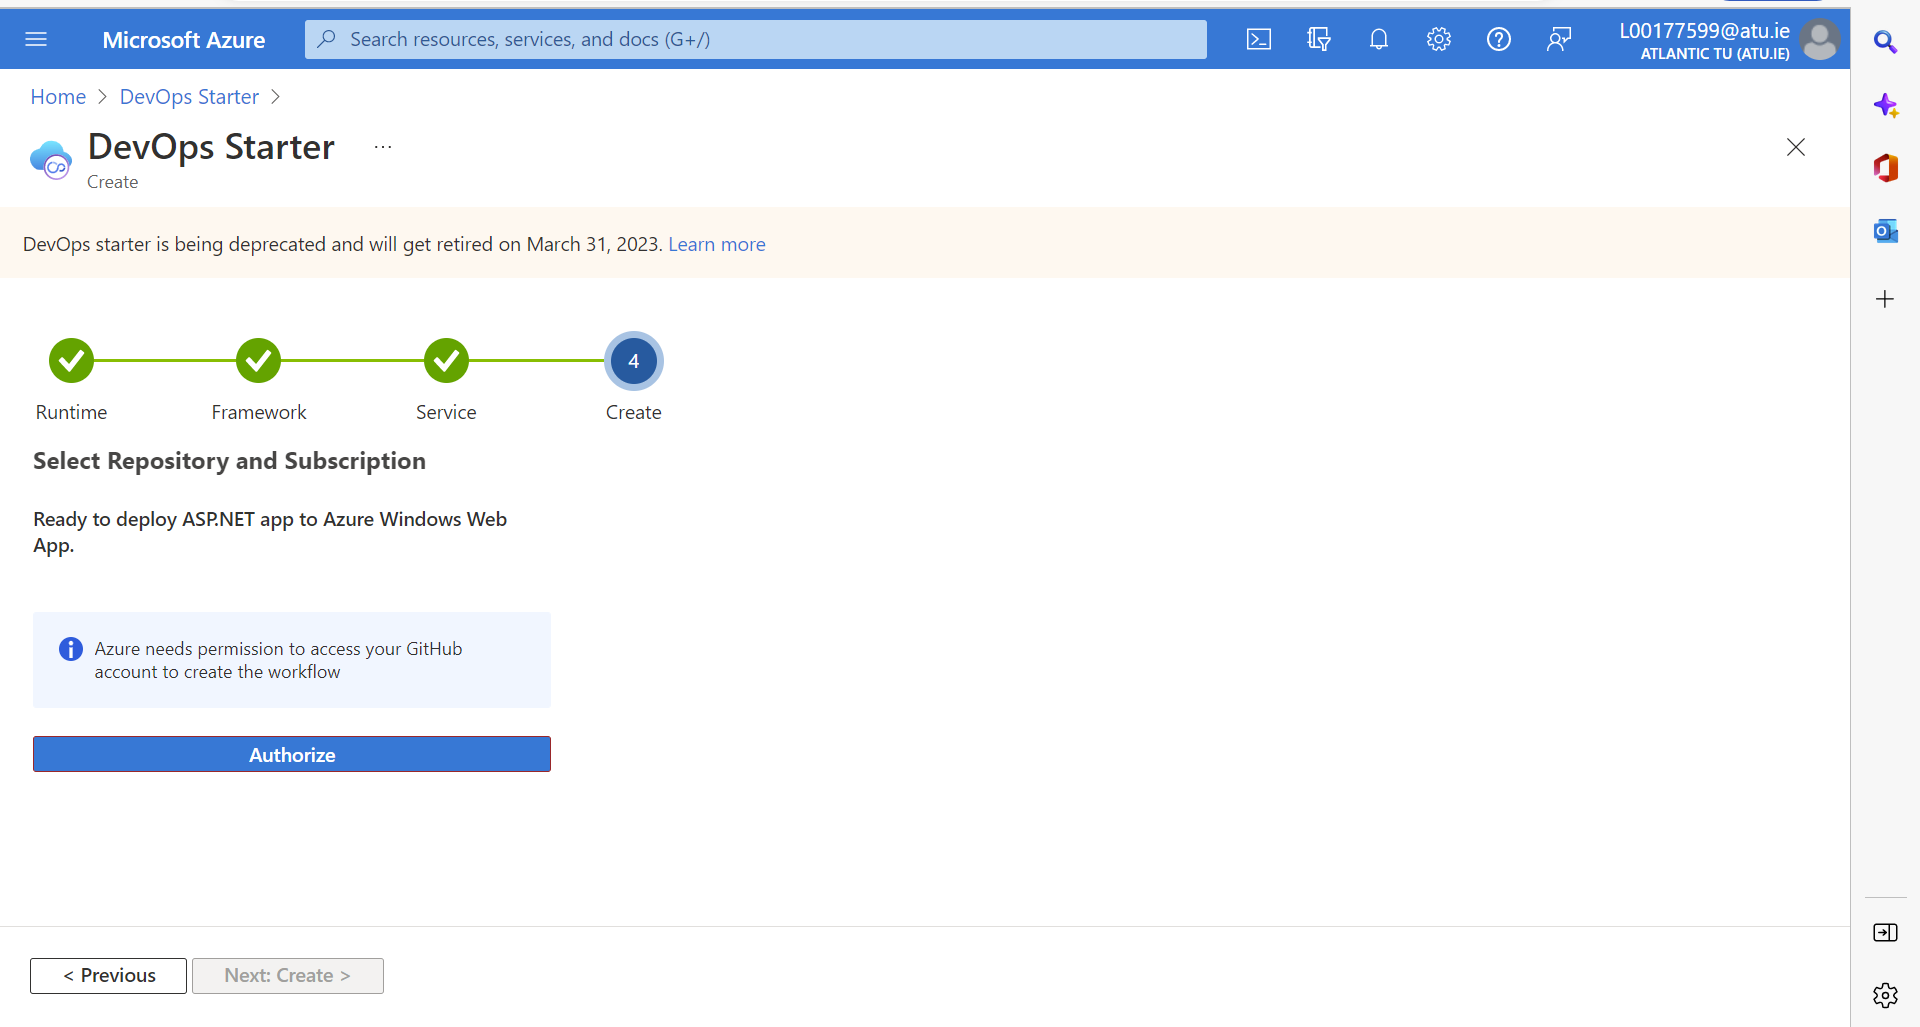 Microsoft Azure
Search resources, services, and docs (G+/)
L00177599@atu.ie
ATLANTIC TU (ATU.IE)
Home > DevOps Starter >
DevOps Starter ...
Create
DevOps starter is being deprecated and will get retired on March 31, 2023. Learn more
4
Runtime Framework Service Create
Select Repository and Subscription
Ready to deploy ASP.NET app to Azure Windows Web
App.
Azure needs permission to access your GitHub
account to create the workflow
Authorize
< Previous Next: Create >